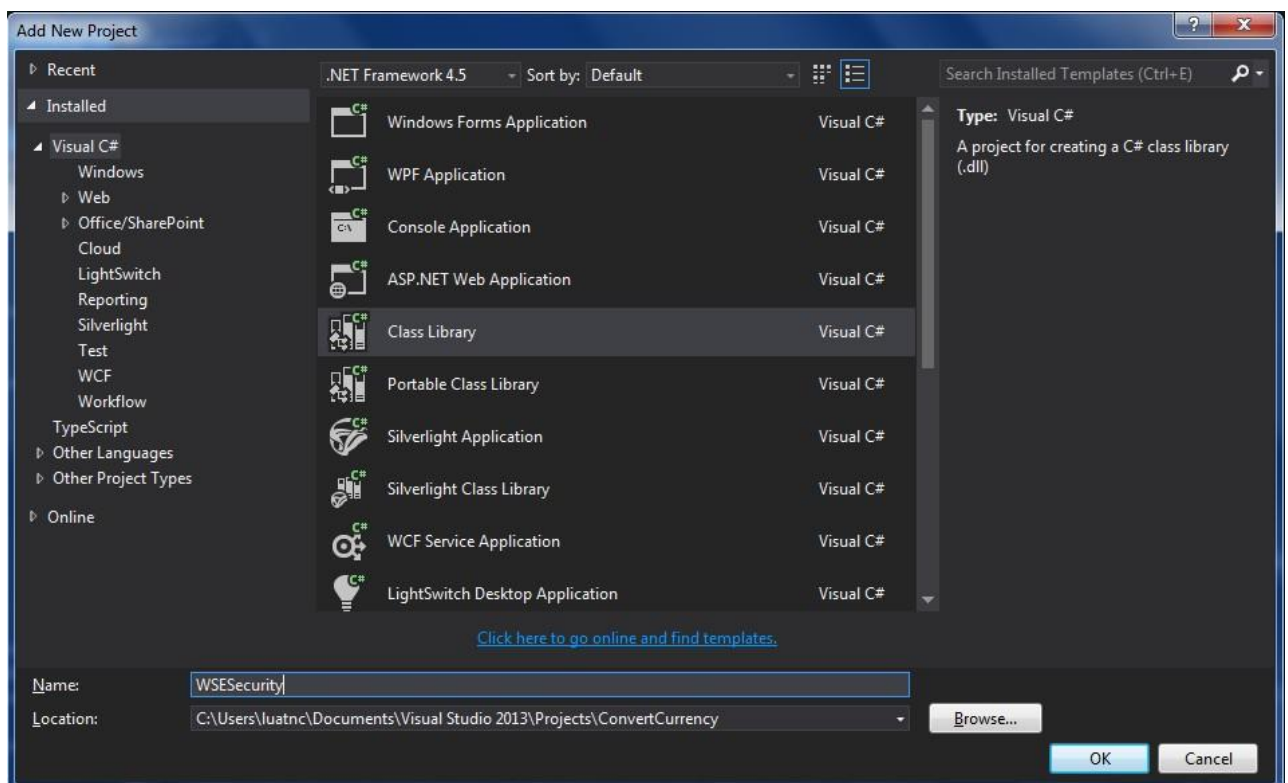 Add New Project
Recent
.NET Framework 4.5 Sort by: Default
Search Installed Templates (Ctrl+E)
Installed
Visual C#
Windows
Web
Office/SharePoint
Cloud
LightSwitch
Reporting
Silverlight
Test
WCF
Workflow
TypeScript
Other Languages
Other Project Types
Online
Windows Forms Application Visual C#
WPF Application Visual C#
Console Application Visual C#
ASP.NET Web Application Visual C#
Class Library Visual C#
Portable Class Library Visual C#
Silverlight Application Visual C#
Silverlight Class Library Visual C#
WCF Service Application Visual C#
LightSwitch Desktop Application Visual C#
Click here to go online and find templates.
Type: Visual C#
A project for creating a C# class library
(.dll)
Name: WSESecurity
Location: C:\Users\luatnc\Documents\Visual Studio 2013\Projects\ConvertCurrency Browse...
OK Cancel